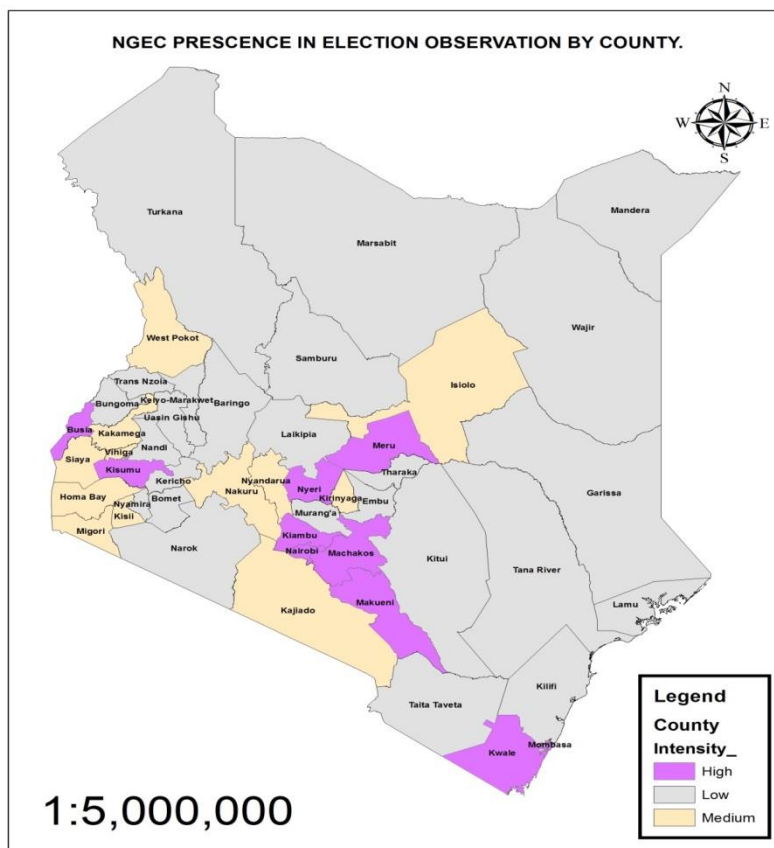 NGEC PRESCENCE IN ELECTION OBSERVATION BY COUNTY.
N
W E
S
Mandera
Turkana
Marsabit
Wajir
West Pokot
Samburu
Isiolo
Trans Nzoia
Keiyo-Marakwet
Bungoma
Baringo
Uasin Gishu
Busia
Kakamega
Laikipia
Meru
Nandi
Vihiga
Siaya
Kisumu
Tharaka
Kericho
Nyandarua
Nyeri
Kirinyaga
Nakuru
Garissa
Homa Bay
Bomet
Embu
Nyamira
Murang'a
Kisii
Migori
Kiambu
Narok
Nairobi
Machakos
Kitui
Tana River
Makueni
Kajiado
Lamu
Kilifi
Taita Taveta
Mombasa
Kwale
Legend
County
Intensity_
High
Low
Medium
1:5,000,000